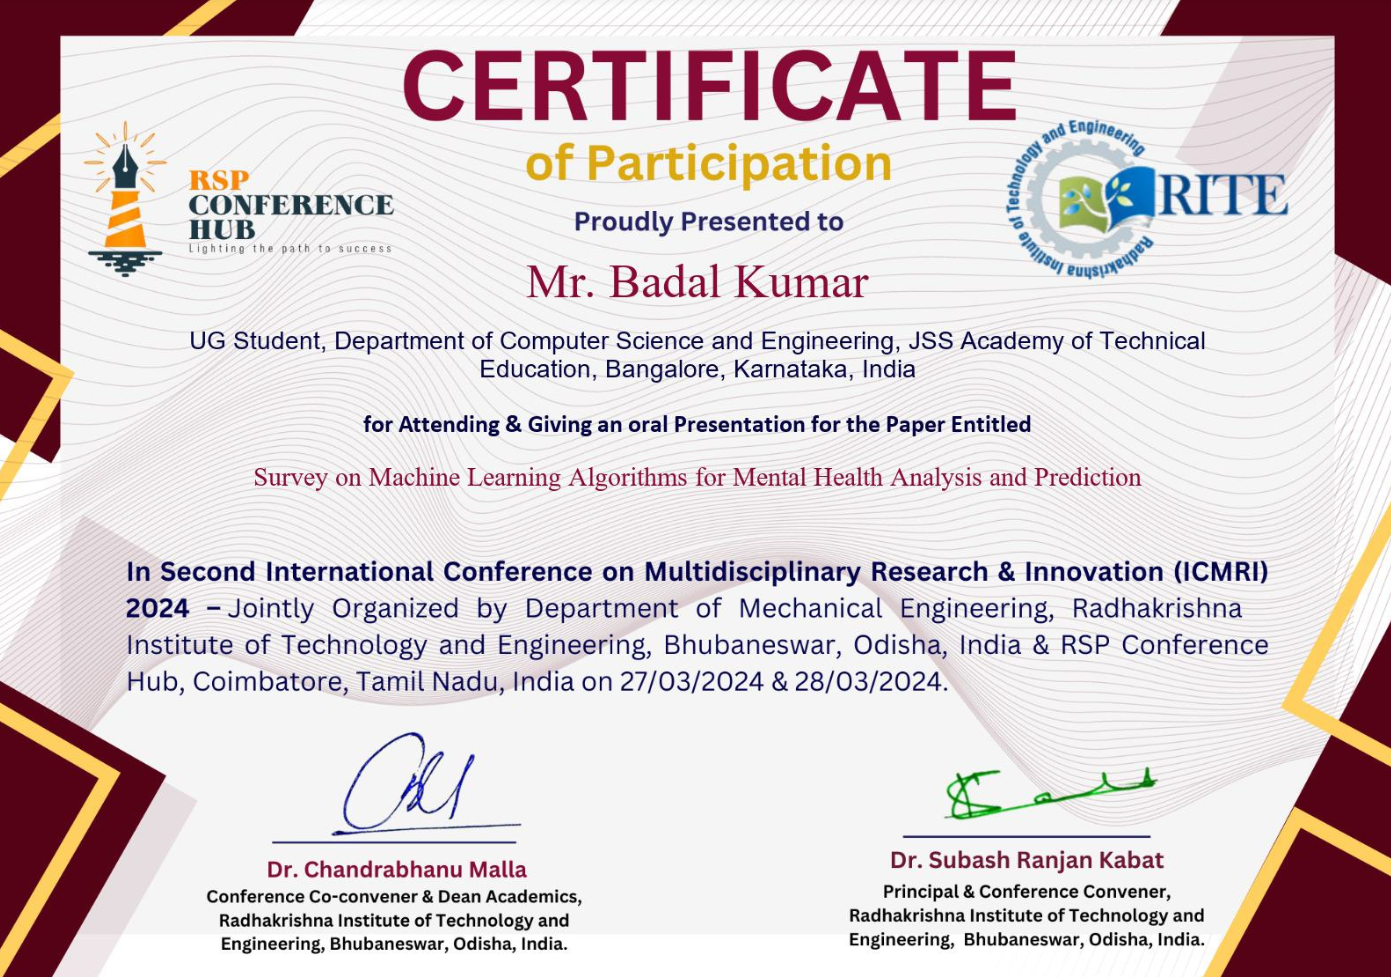 CERTIFICATE
of Participation
RSP
CONFERENCE
HUB
Lighting the path to success
Radhakrishna Institute of Technology and Engineering
RITE
Proudly Presented to
Mr. Badal Kumar
UG Student, Department of Computer Science and Engineering, JSS Academy of Technical
Education, Bangalore, Karnataka, India
for Attending & Giving an oral Presentation for the Paper Entitled
Survey on Machine Learning Algorithms for Mental Health Analysis and Prediction
In Second International Conference on Multidisciplinary Research & Innovation (ICMRI)
2024 – Jointly Organized by Department of Mechanical Engineering, Radhakrishna
Institute of Technology and Engineering, Bhubaneswar, Odisha, India & RSP Conference
Hub, Coimbatore, Tamil Nadu, India on 27/03/2024 & 28/03/2024.
Dr. Chandrabhanu Malla
Conference Co-convener & Dean Academics,
Radhakrishna Institute of Technology and
Engineering, Bhubaneswar, Odisha, India.
Dr. Subash Ranjan Kabat
Principal & Conference Convener,
Radhakrishna Institute of Technology and
Engineering, Bhubaneswar, Odisha, India.